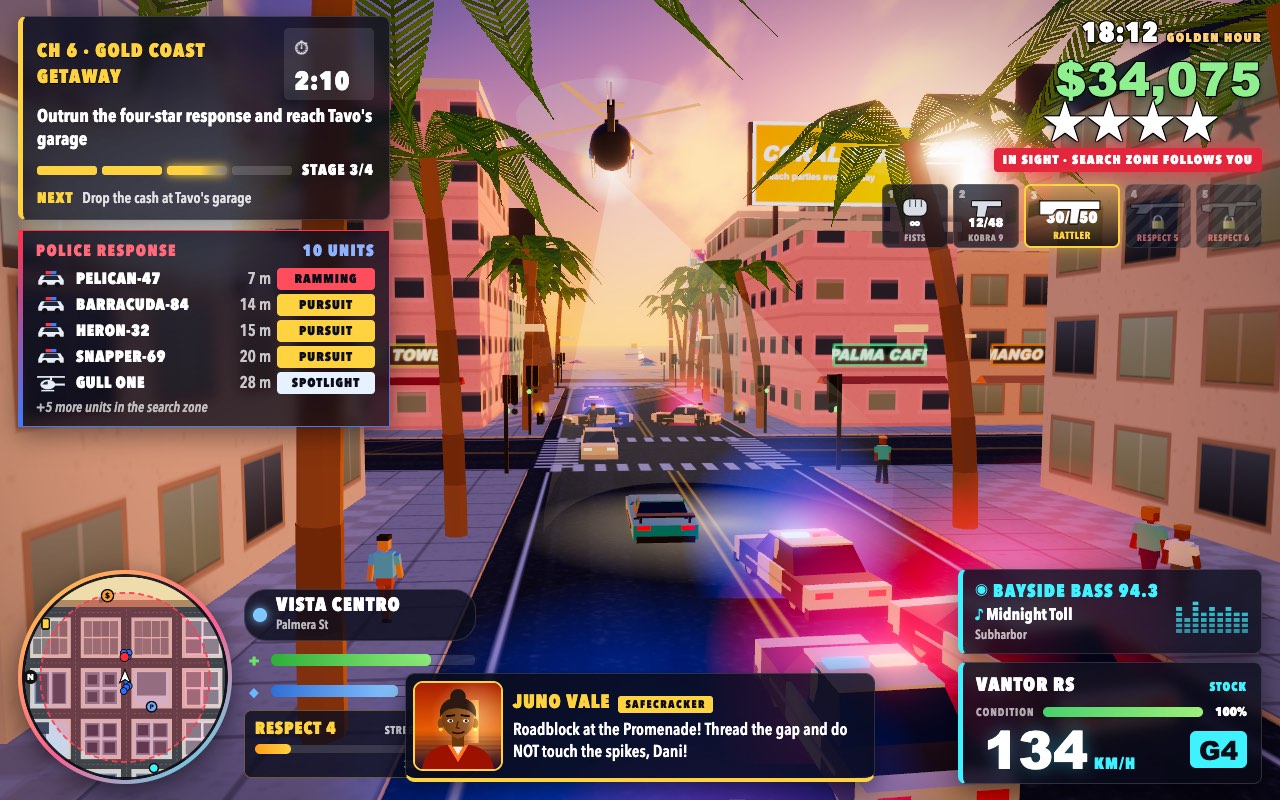 CH 6 · GOLD COAST
GETAWAY
2:10
Outrun the four-star response and reach Tavo's
garage
STAGE 3/4
NEXT Drop the cash at Tavo's garage
POLICE RESPONSE 10 UNITS
PELICAN-47 7 m RAMMING
BARRACUDA-84 14 m PURSUIT
HERON-32 15 m PURSUIT
SNAPPER-69 20 m PURSUIT
GULL ONE 28 m SPOTLIGHT
+5 more units in the search zone
18:12 GOLDEN HOUR
$34,075
IN SIGHT · SEARCH ZONE FOLLOWS YOU
1 ∞ FISTS
2 12/48 KOBRA 9
3 30/150 RATTLER
4 RESPECT 5
5 RESPECT 6
parties
TOWE
PALMA CAFE
MANGO
N
$
P
VISTA CENTRO
Palmera St
RESPECT 4
STRI
JUNO VALE SAFECRACKER
Roadblock at the Promenade! Thread the gap and do
NOT touch the spikes, Dani!
BAYSIDE BASS 94.3
♪ Midnight Toll
Subharbor
VANTOR RS STOCK
CONDITION 100%
134 KM/H G4